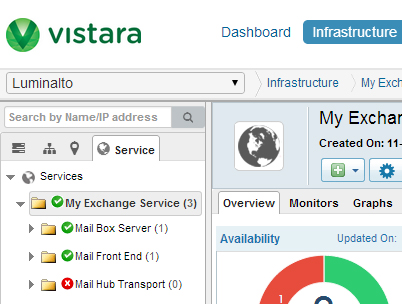 vistara
Dashboard Infrastructure
Luminalto Infrastructure My Exch
Search by Name/IP address
Service
Services
My Exchange Service (3)
Mail Box Server (1)
Mail Front End (1)
Mail Hub Transport (0)
My Exchan
Created On: 11-
Overview Monitors Graphs
Availability Updated On:
1